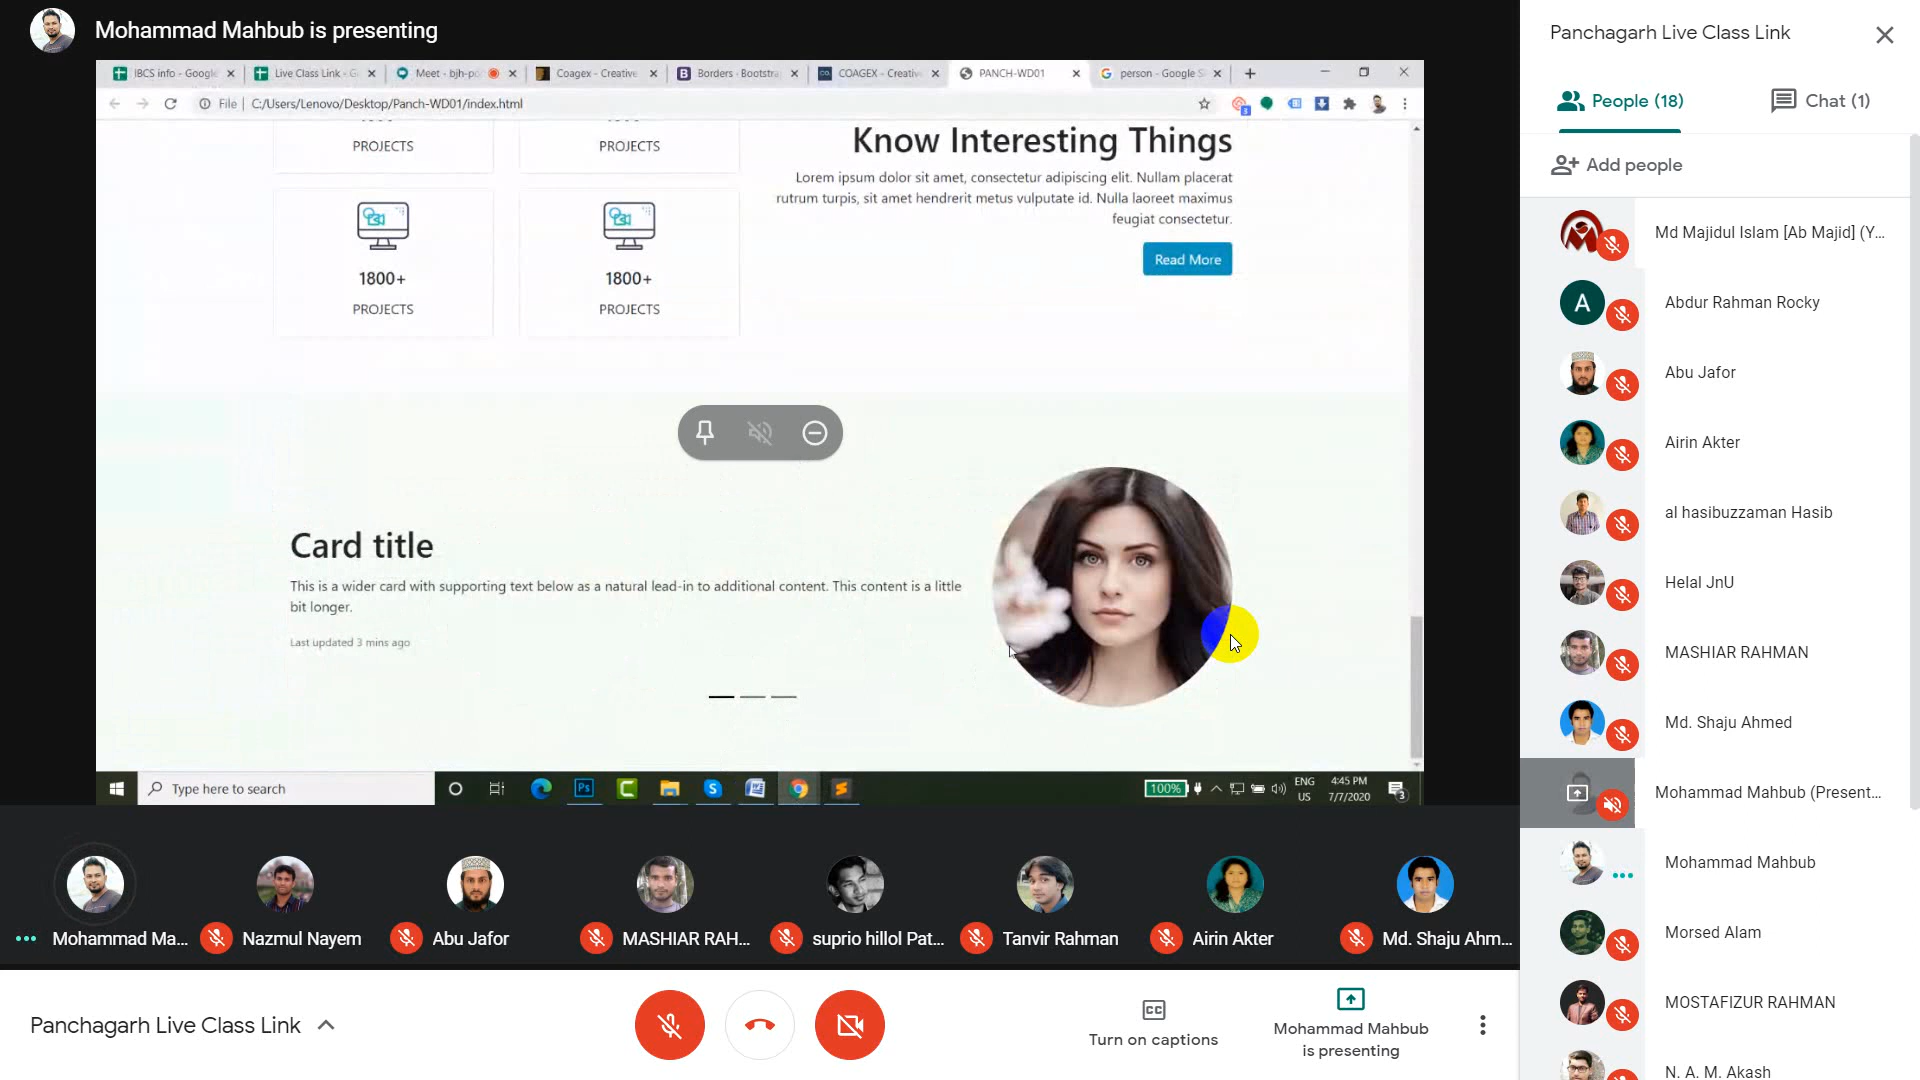 Mohammad Mahbub is presenting
IBCS info - Google
Live Class Link - G
Meet - bjh-po
Coagex - Creative
Borders · Bootstra
COAGEX - Creativ
PANCH-WD01
person - Google S
File | C:/Users/Lenovo/Desktop/Panch-WD01/index.html
PROJECTS
PROJECTS
1800+
PROJECTS
1800+
PROJECTS
Know Interesting Things
Lorem ipsum dolor sit amet, consectetur adipiscing elit. Nullam placerat
rutrum turpis, sit amet hendrerit metus vulputate id. Nulla laoreet maximus
feugiat consectetur.
Read More
Card title
This is a wider card with supporting text below as a natural lead-in to additional content. This content is a little
bit longer.
Last updated 3 mins ago
Type here to search
Ps
100%
ENG
US
4:45 PM
7/7/2020
3
Mohammad Ma...
Nazmul Nayem
Abu Jafor
MASHIAR RAH...
suprio hillol Pat...
Tanvir Rahman
Airin Akter
Md. Shaju Ahm...
Panchagarh Live Class Link
Turn on captions
Mohammad Mahbub
is presenting
Panchagarh Live Class Link
People (18)
Chat (1)
Add people
Md Majidul Islam [Ab Majid] (Y...
A
Abdur Rahman Rocky
Abu Jafor
Airin Akter
al hasibuzzaman Hasib
Helal JnU
MASHIAR RAHMAN
Md. Shaju Ahmed
Mohammad Mahbub (Present...
Mohammad Mahbub
Morsed Alam
MOSTAFIZUR RAHMAN
N. A. M. Akash